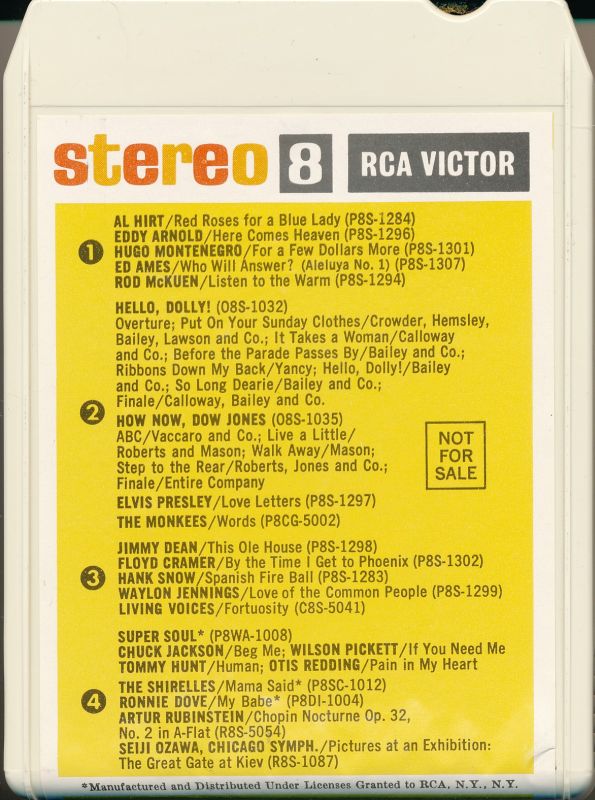 stereo 8 RCA VICTOR
1
AL HIRT/Red Roses for a Blue Lady (P8S-1284)
EDDY ARNOLD/Here Comes Heaven (P8S-1296)
HUGO MONTENEGRO/For a Few Dollars More (P8S-1301)
ED AMES/Who Will Answer? (Aleluya No. 1) (P8S-1307)
ROD McKUEN/Listen to the Warm (P8S-1294)
2
HELLO, DOLLY! (O8S-1032)
Overture; Put On Your Sunday Clothes/Crowder, Hemsley,
Bailey, Lawson and Co.; It Takes a Woman/Calloway
and Co.; Before the Parade Passes By/Bailey and Co.;
Ribbons Down My Back/Yancy; Hello, Dolly!/Bailey
and Co.; So Long Dearie/Bailey and Co.;
Finale/Calloway, Bailey and Co.
HOW NOW, DOW JONES (O8S-1035)
ABC/Vaccaro and Co.; Live a Little/
Roberts and Mason; Walk Away/Mason;
Step to the Rear/Roberts, Jones and Co.;
Finale/Entire Company
ELVIS PRESLEY/Love Letters (P8S-1297)
THE MONKEES/Words (P8CG-5002)
NOT
FOR
SALE
3
JIMMY DEAN/This Ole House (P8S-1298)
FLOYD CRAMER/By the Time I Get to Phoenix (P8S-1302)
HANK SNOW/Spanish Fire Ball (P8S-1283)
WAYLON JENNINGS/Love of the Common People (P8S-1299)
LIVING VOICES/Fortuosity (C8S-5041)
4
SUPER SOUL* (P8WA-1008)
CHUCK JACKSON/Beg Me; WILSON PICKETT/If You Need Me
TOMMY HUNT/Human; OTIS REDDING/Pain in My Heart
THE SHIRELLES/Mama Said* (P8SC-1012)
RONNIE DOVE/My Babe* (P8DI-1004)
ARTUR RUBINSTEIN/Chopin Nocturne Op. 32,
No. 2 in A-Flat (R8S-5054)
SEIJI OZAWA, CHICAGO SYMPH./Pictures at an Exhibition:
The Great Gate at Kiev (R8S-1087)
*Manufactured and Distributed Under Licenses Granted to RCA, N.Y., N.Y.